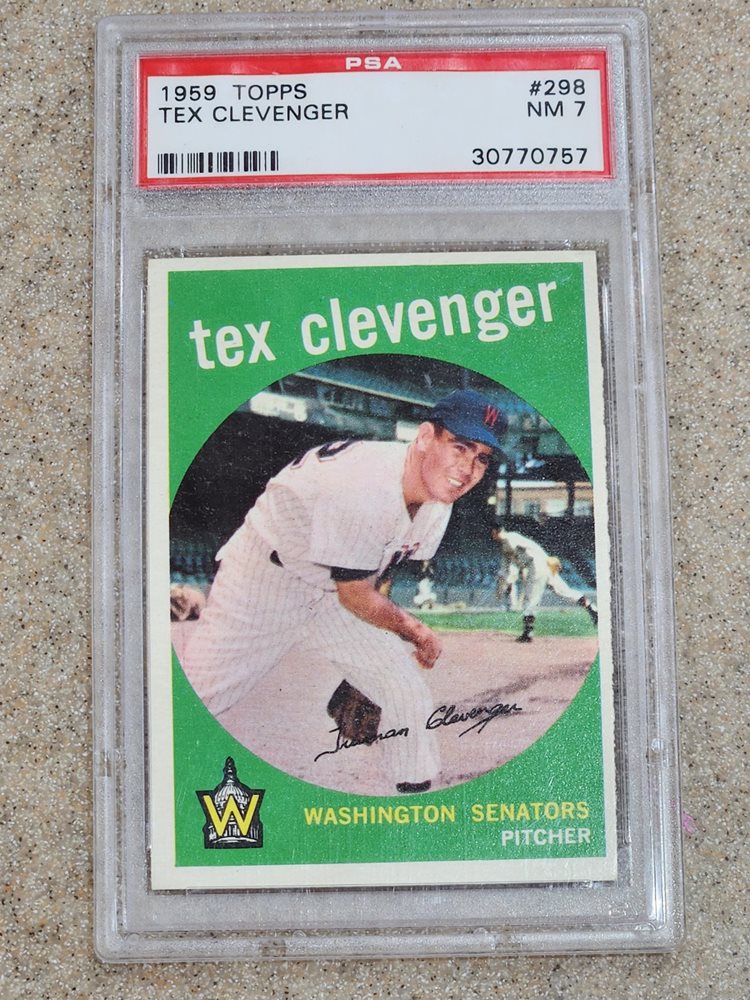 PSA
1959 TOPPS #298
TEX CLEVENGER NM 7
30770757
tex clevenger
W
Truman Clevenger
W
WASHINGTON SENATORS
PITCHER